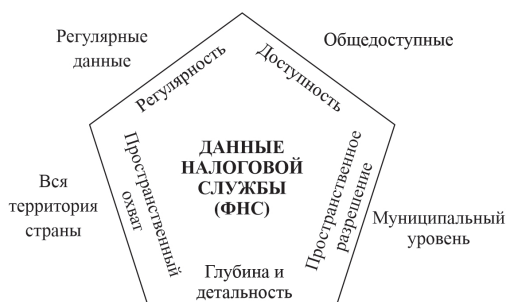 Регулярные
данные
Общедоступные
Регулярность
Доступность
ДАННЫЕ
НАЛОГОВОЙ
СЛУЖБЫ
(ФНС)
Пространственный
охват
Пространственное
разрешение
Вся
территория
страны
Муниципальный
уровень
Глубина и
детальность